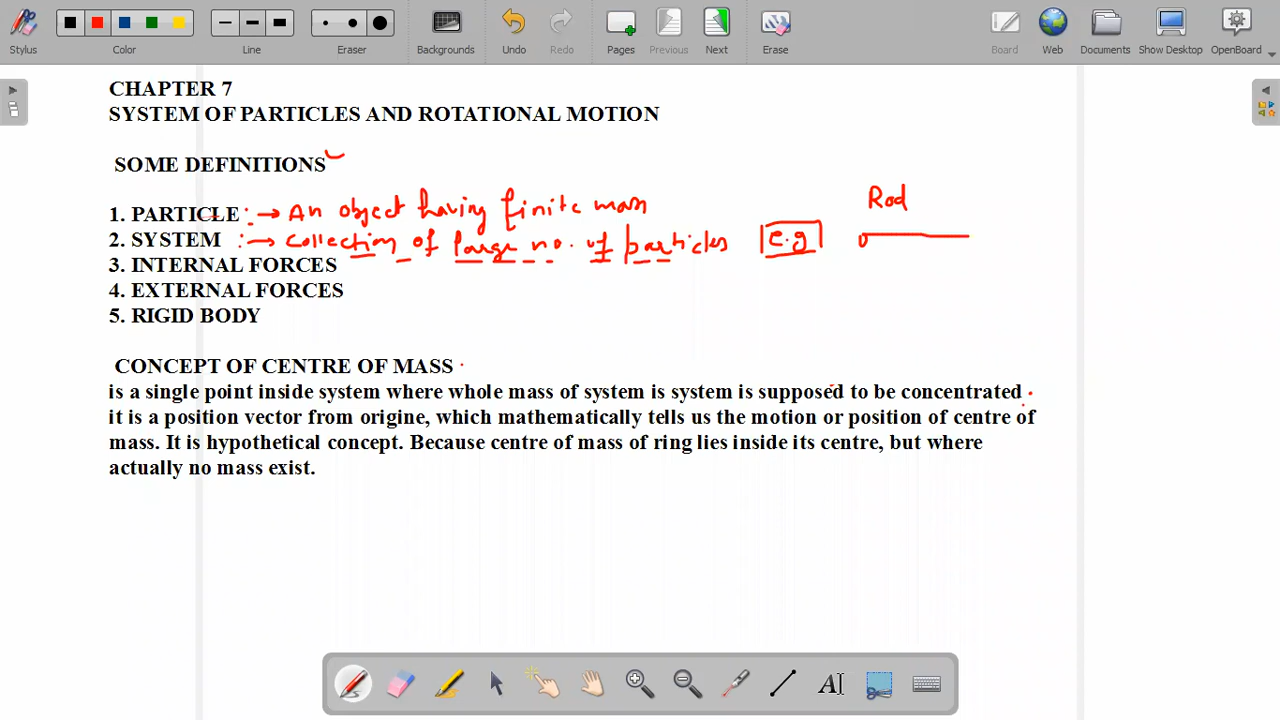 Stylus Color Line Eraser Backgrounds Undo Redo Pages Previous Next Erase Board Web Documents Show Desktop OpenBoard
CHAPTER 7
SYSTEM OF PARTICLES AND ROTATIONAL MOTION
SOME DEFINITIONS
Rod
1. PARTICLE :→ An object having finite mass
2. SYSTEM :→ Collection of large no. of particles e.g
3. INTERNAL FORCES
4. EXTERNAL FORCES
5. RIGID BODY
CONCEPT OF CENTRE OF MASS
is a single point inside system where whole mass of system is system is supposed to be concentrated
it is a position vector from origine, which mathematically tells us the motion or position of centre of
mass. It is hypothetical concept. Because centre of mass of ring lies inside its centre, but where
actually no mass exist.